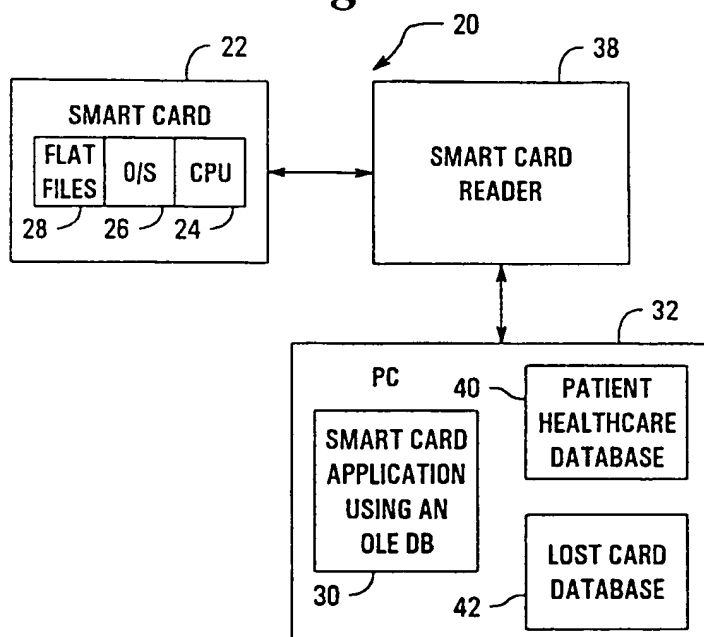 g
20
22
SMART CARD
FLAT
FILES
O/S
CPU
28
26
24
38
SMART CARD
READER
32
PC
SMART CARD
APPLICATION
USING AN
OLE DB
30
40
PATIENT
HEALTHCARE
DATABASE
LOST CARD
DATABASE
42